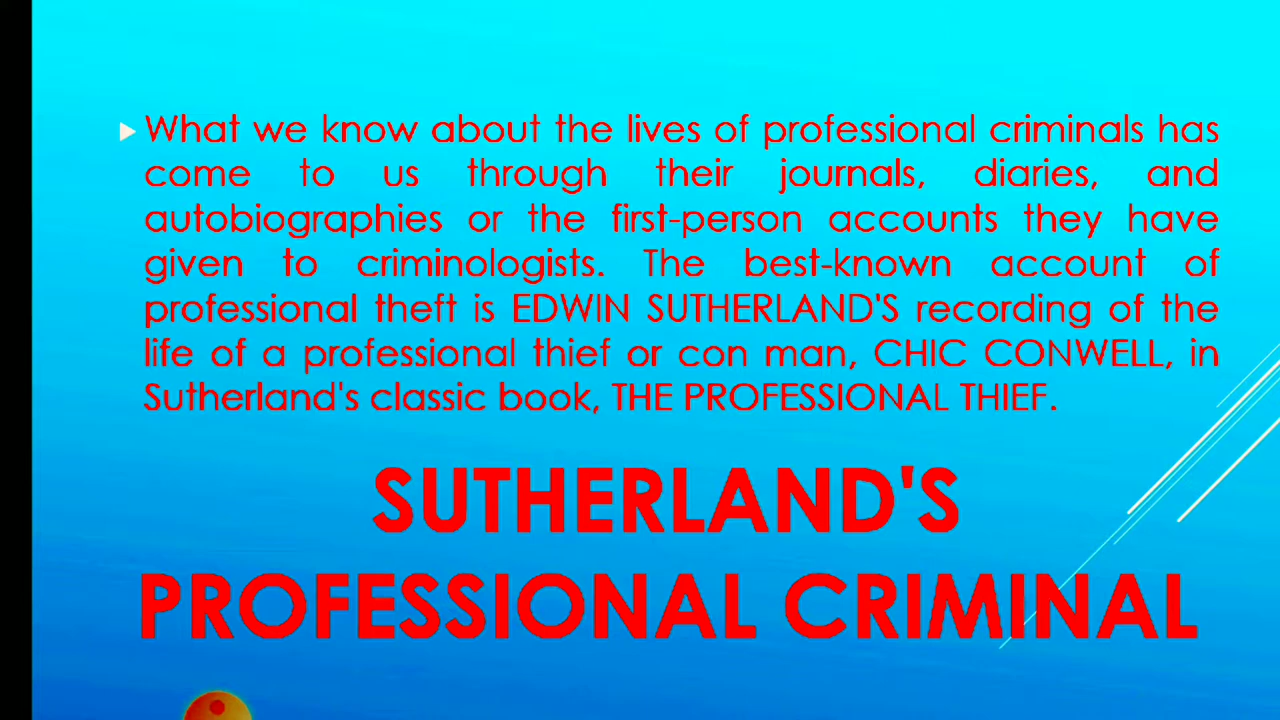 What we know about the lives of professional criminals has
come to us through their journals, diaries, and
autobiographies or the first-person accounts they have
given to criminologists. The best-known account of
professional theft is EDWIN SUTHERLAND'S recording of the
life of a professional thief or con man, CHIC CONWELL, in
Sutherland's classic book, THE PROFESSIONAL THIEF.
SUTHERLAND'S
PROFESSIONAL CRIMINAL